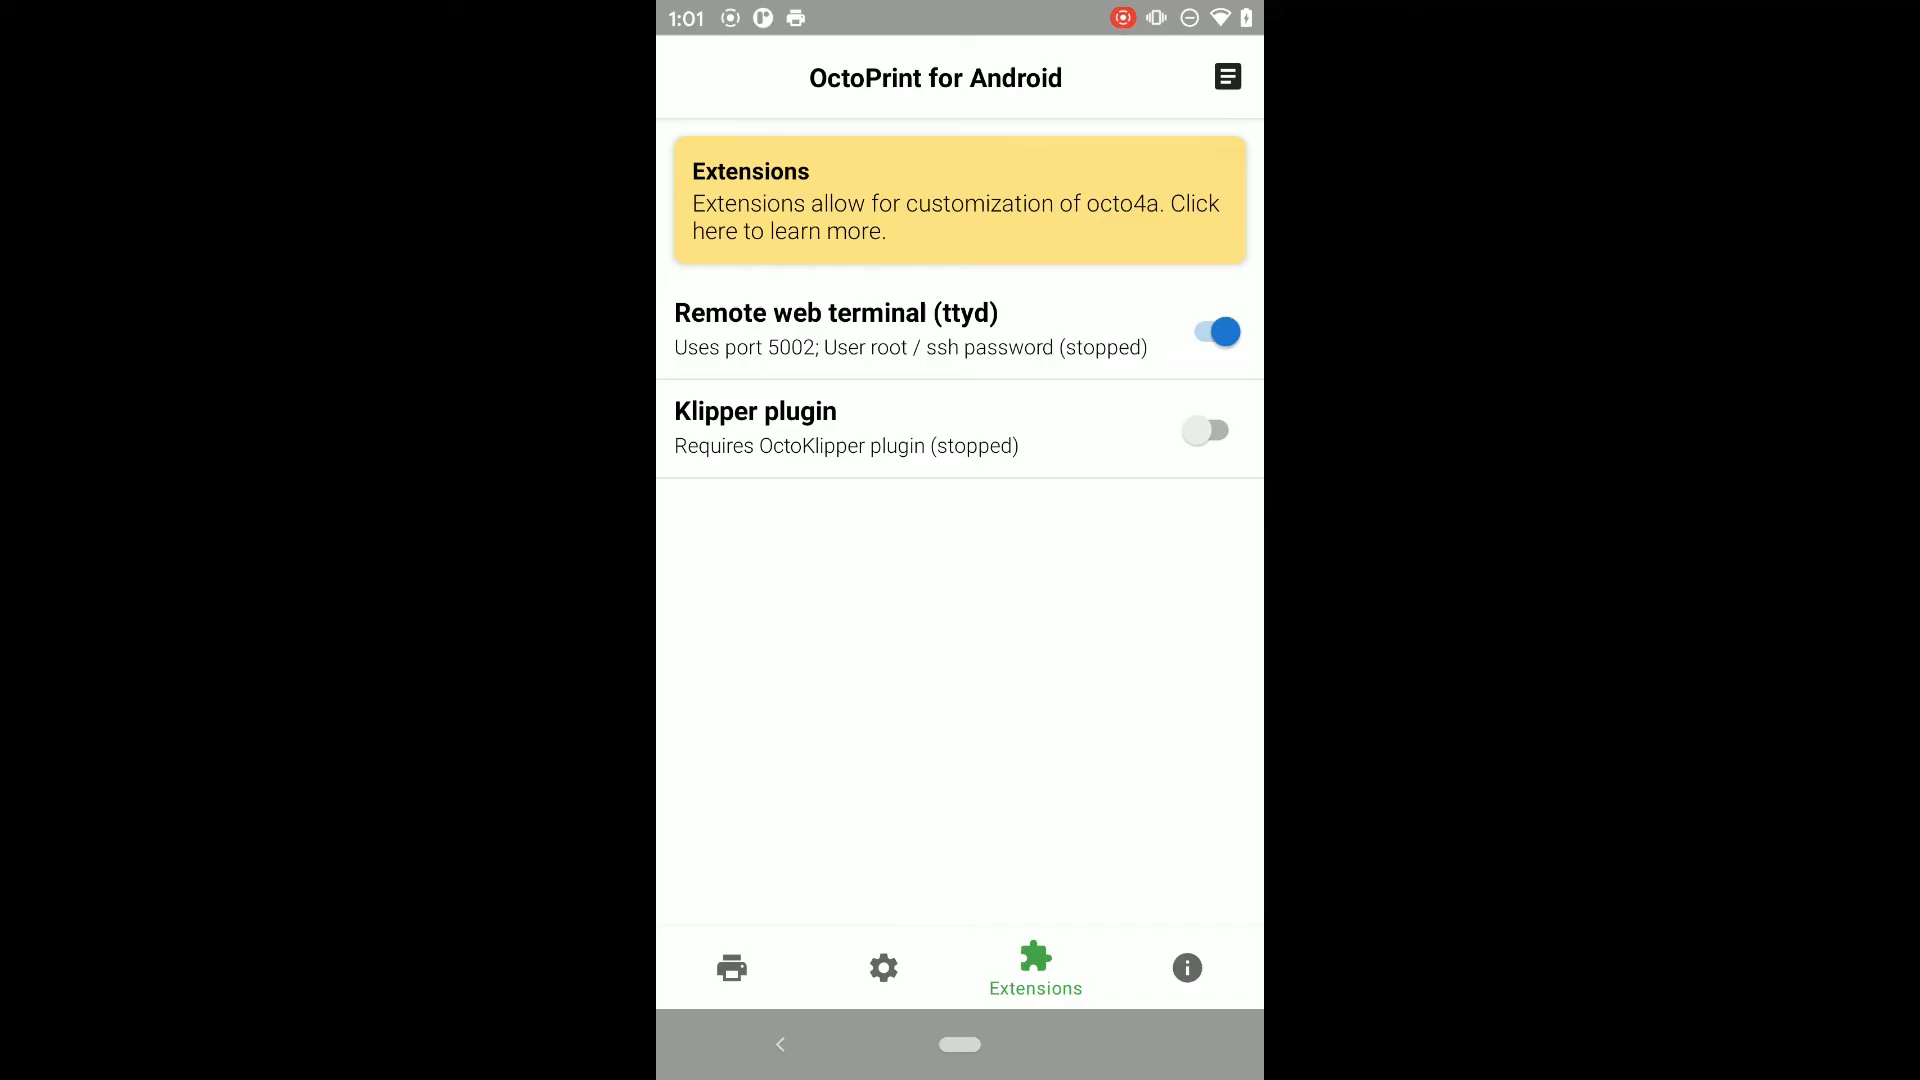 1:01
OctoPrint for Android
Extensions
Extensions allow for customization of octo4a. Click
here to learn more.
Remote web terminal (ttyd)
Uses port 5002; User root / ssh password (stopped)
Klipper plugin
Requires OctoKlipper plugin (stopped)
Extensions